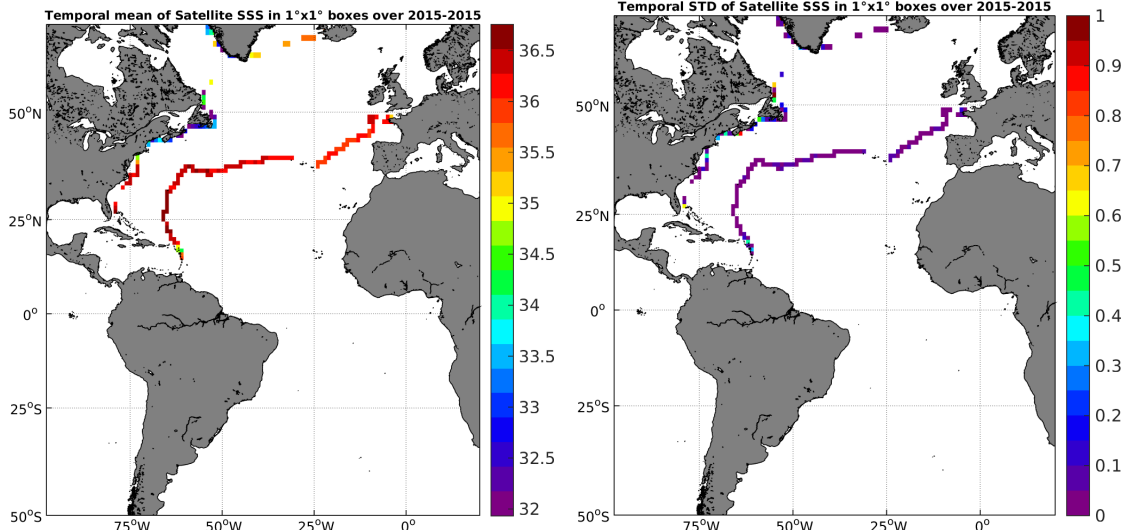 Temporal mean of Satellite SSS in 1°x1° boxes over 2015-2015
50°N
25°N
0°
25°S
50°S
75°W
50°W
25°W
0°
36.5
36
35.5
35
34.5
34
33.5
33
32.5
32
Temporal STD of Satellite SSS in 1°x1° boxes over 2015-2015
50°N
25°N
0°
25°S
50°S
75°W
50°W
25°W
0°
1
0.9
0.8
0.7
0.6
0.5
0.4
0.3
0.2
0.1
0